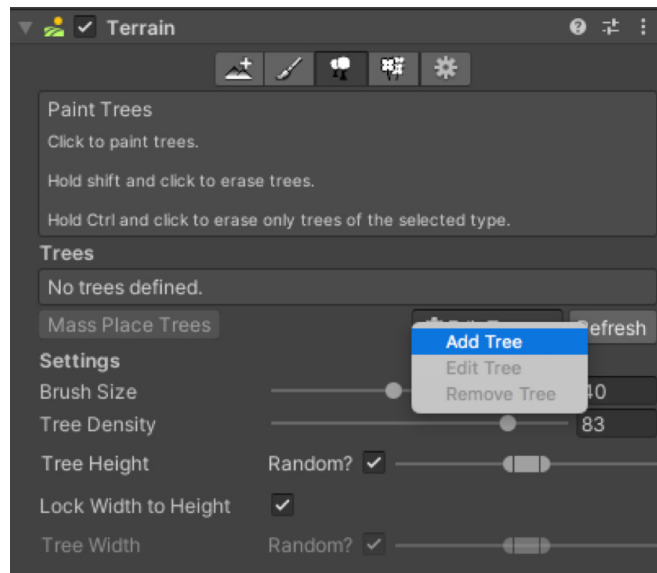 Terrain
Paint Trees
Click to paint trees.
Hold shift and click to erase trees.
Hold Ctrl and click to erase only trees of the selected type.
Trees
No trees defined.
Mass Place Trees
Add Tree
Edit Tree
Remove Tree
Settings
Brush Size
Tree Density 83
Tree Height Random?
Lock Width to Height
Tree Width Random?